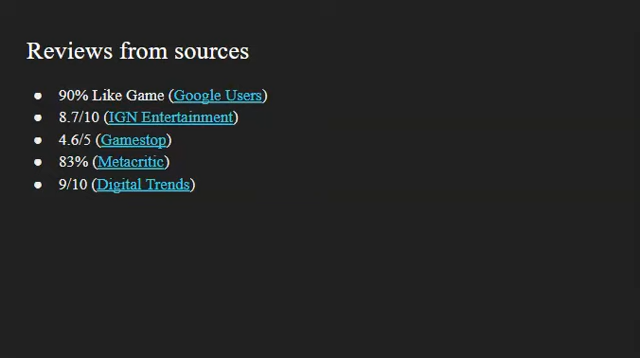 Reviews from sources
● 90% Like Game (Google Users)
● 8.7/10 (IGN Entertainment)
● 4.6/5 (Gamestop)
● 83% (Metacritic)
● 9/10 (Digital Trends)